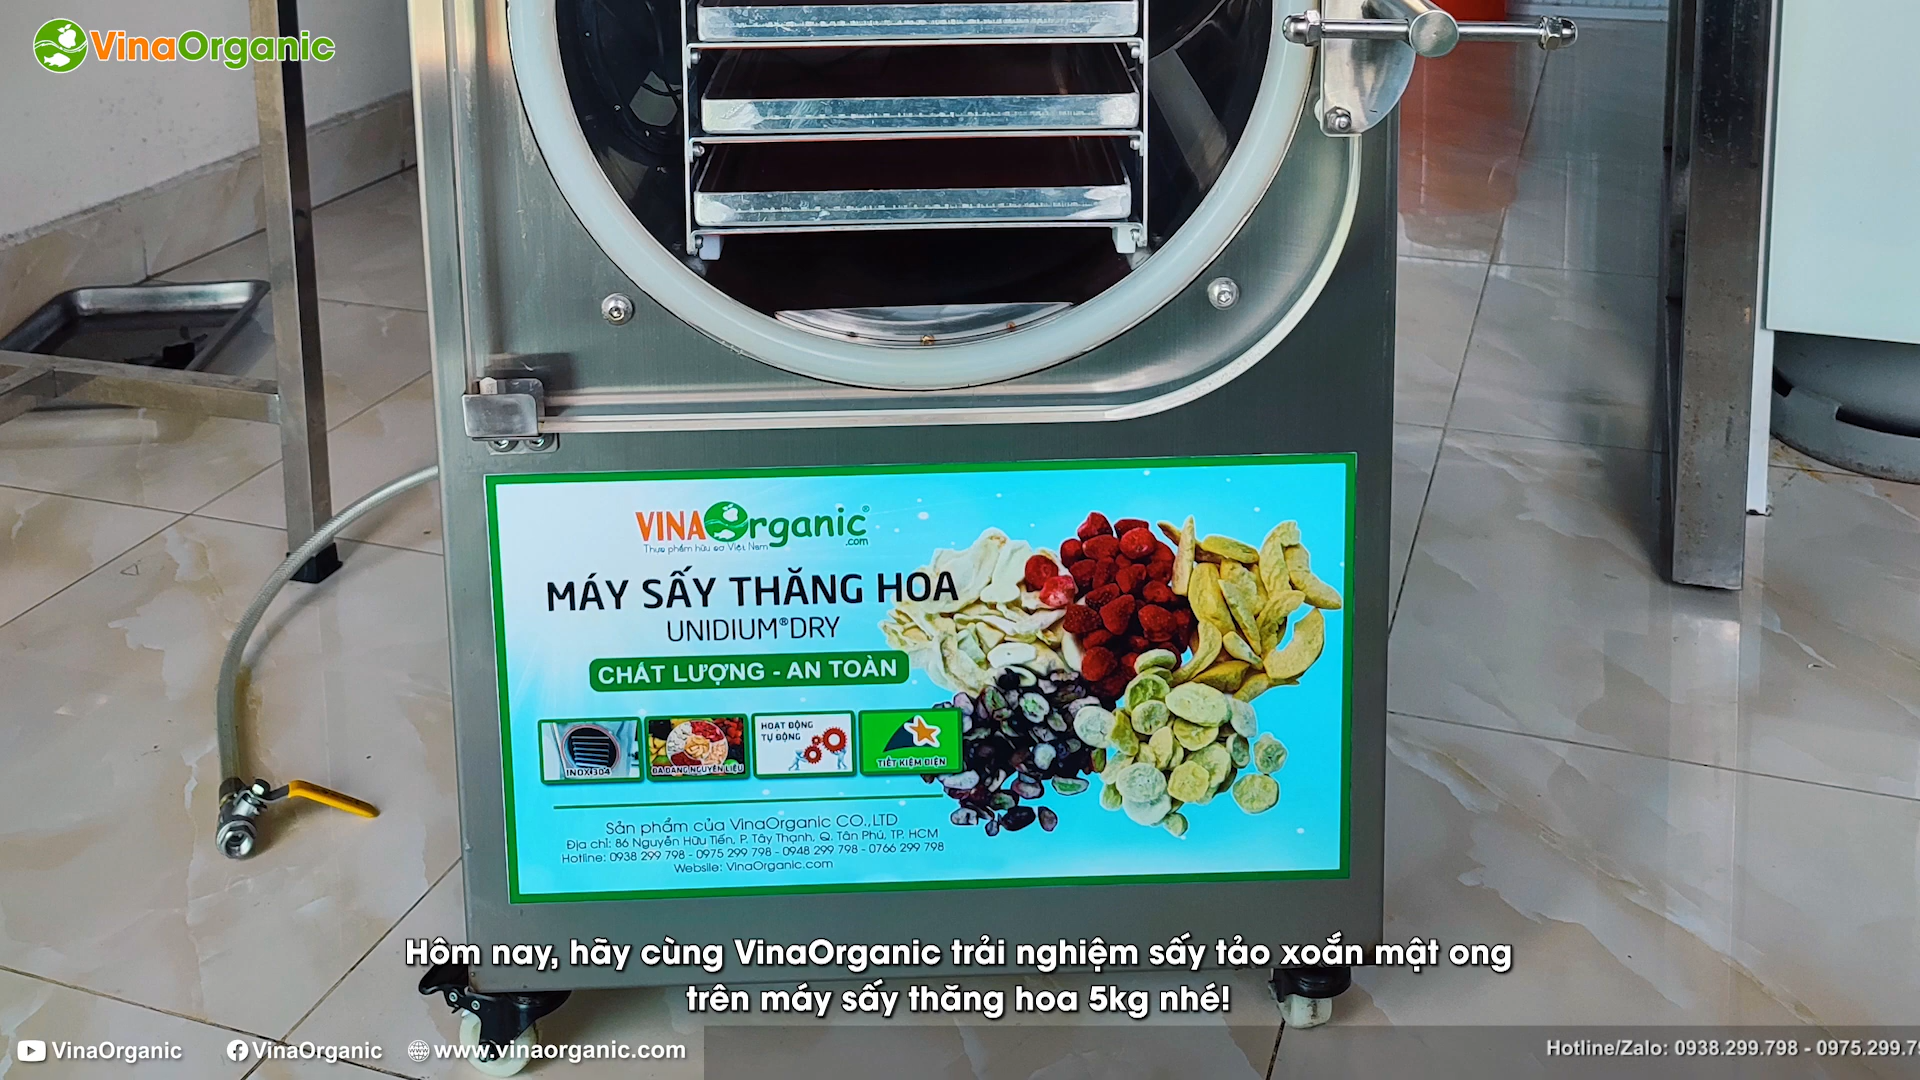 VinaOrganic
VINAOrganic®
.com
Thực phẩm hữu cơ Việt Nam
MÁY SẤY THĂNG HOA
UNIDIUM®DRY
CHẤT LƯỢNG - AN TOÀN
INOX 304
ĐA DẠNG NGUYÊN LIỆU
HOẠT ĐỘNG
TỰ ĐỘNG
TIẾT KIỆM ĐIỆN
Sản phẩm của VinaOrganic CO.,LTD
Địa chỉ: 86 Nguyễn Hữu Tiến, P. Tây Thạnh, Q. Tân Phú, TP. HCM
Hotline: 0938 299 798 - 0975 299 798 - 0948 299 798 - 0766 299 798
Website: VinaOrganic.com
Hôm nay, hãy cùng VinaOrganic trải nghiệm sấy tảo xoắn mật ong
trên máy sấy thăng hoa 5kg nhé!
VinaOrganic VinaOrganic www.vinaorganic.com
Hotline/Zalo: 0938.299.798 - 0975.299.79